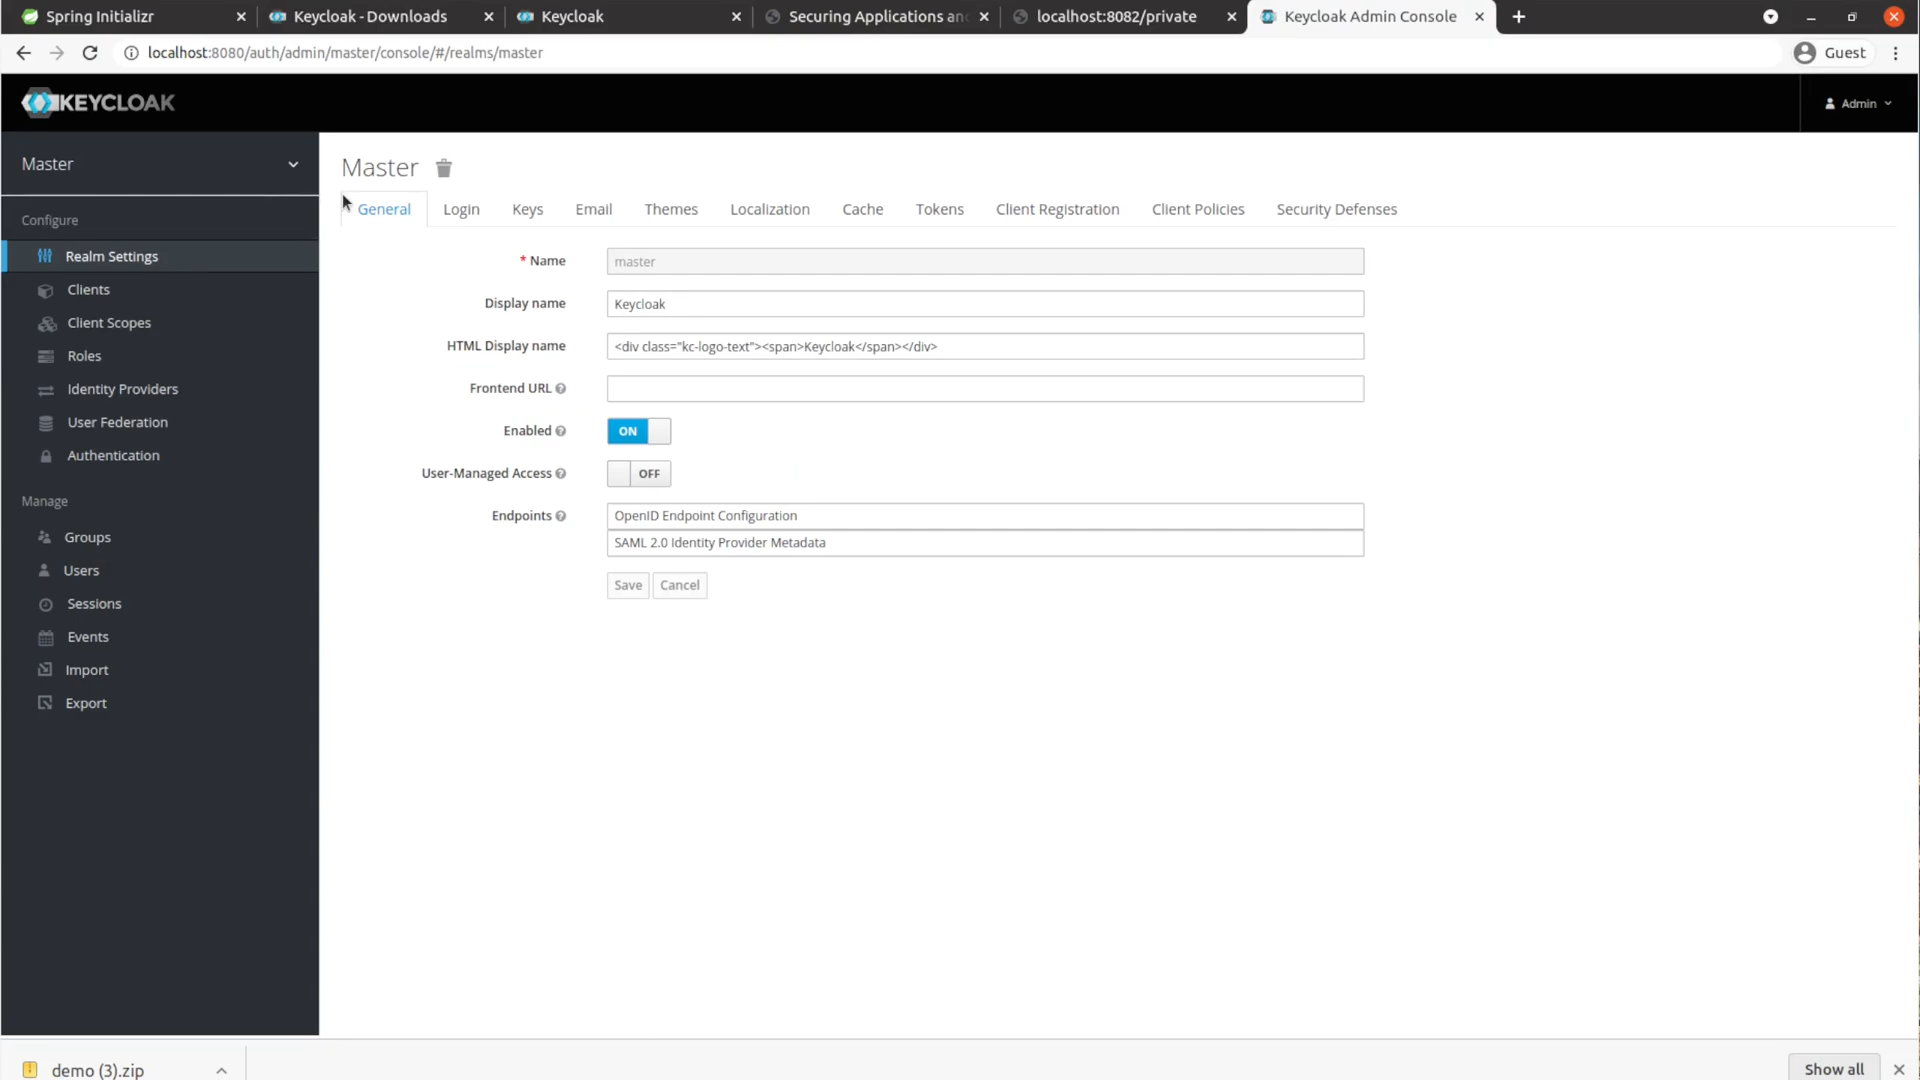 Spring Initializr
Keycloak - Downloads
Keycloak
Securing Applications an
localhost:8082/private
Keycloak Admin Console
localhost:8080/auth/admin/master/console/#/realms/master
Guest
KEYCLOAK
Admin
Master
Configure
Realm Settings
Clients
Client Scopes
Roles
Identity Providers
User Federation
Authentication
Manage
Groups
Users
Sessions
Events
Import
Export
Master
General
Login
Keys
Email
Themes
Localization
Cache
Tokens
Client Registration
Client Policies
Security Defenses
* Name
master
Display name
Keycloak
HTML Display name
<div class="kc-logo-text"><span>Keycloak</span></div>
Frontend URL
Enabled
ON
User-Managed Access
OFF
Endpoints
OpenID Endpoint Configuration
SAML 2.0 Identity Provider Metadata
Save
Cancel
demo (3).zip
Show all